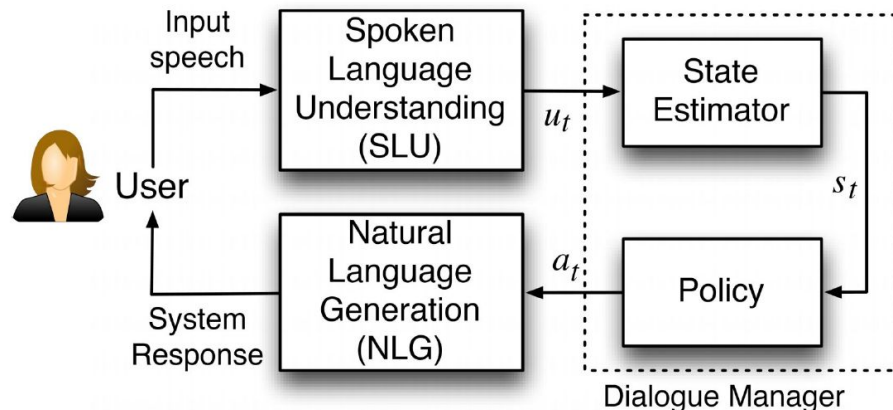 Input
speech
Spoken
Language
Understanding
(SLU)
u_t
State
Estimator
s_t
User
Natural
Language
Generation
(NLG)
a_t
Policy
System
Response
Dialogue Manager